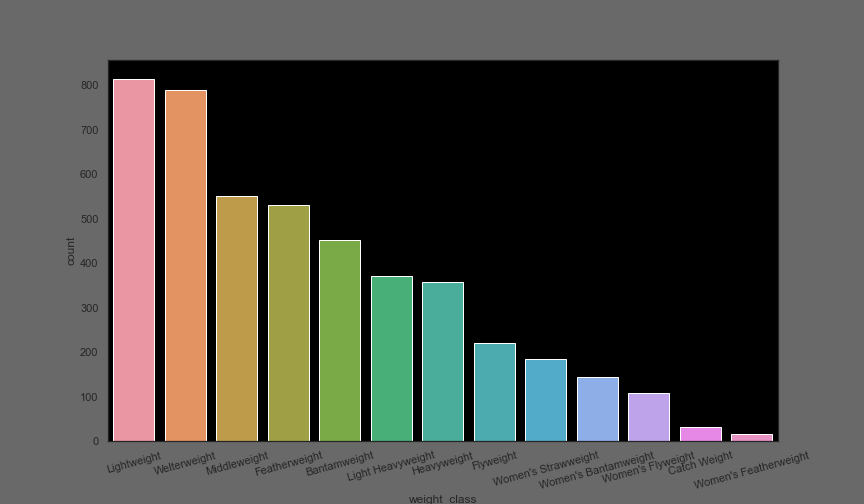 800
700
600
500
400
300
200
100
0
count
Lightweight
Welterweight
Middleweight
Featherweight
Bantamweight
Light Heavyweight
Heavyweight
Flyweight
Women's Strawweight
Women's Bantamweight
Women's Flyweight
Catch Weight
Women's Featherweight
weight_class